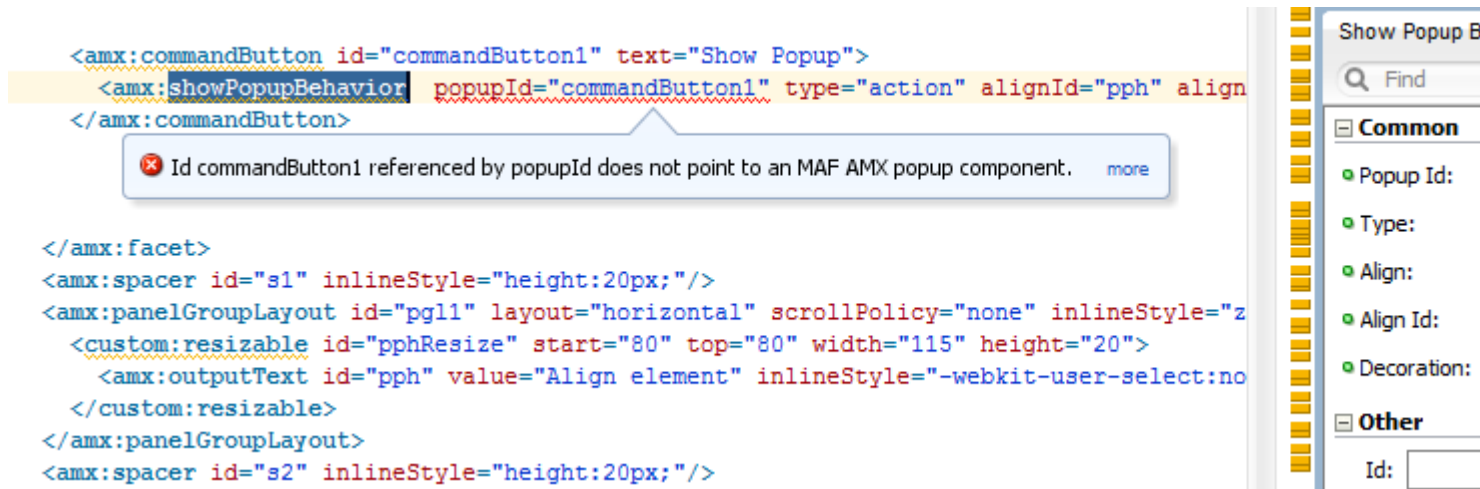 <amx:commandButton id="commandButton1" text="Show Popup">
<amx:showPopupBehavior popupId="commandButton1" type="action" alignId="pph" align
</amx:commandButton>
Id commandButton1 referenced by popupId does not point to an MAF AMX popup component. more
</amx:facet>
<amx:spacer id="s1" inlineStyle="height:20px;"/>
<amx:panelGroupLayout id="pgl1" layout="horizontal" scrollPolicy="none" inlineStyle="z
<custom:resizable id="pphResize" start="80" top="80" width="115" height="20">
<amx:outputText id="pph" value="Align element" inlineStyle="-webkit-user-select:no
</custom:resizable>
</amx:panelGroupLayout>
<amx:spacer id="s2" inlineStyle="height:20px;"/>
Show Popup B
Find
Common
Popup Id:
Type:
Align:
Align Id:
Decoration:
Other
Id: